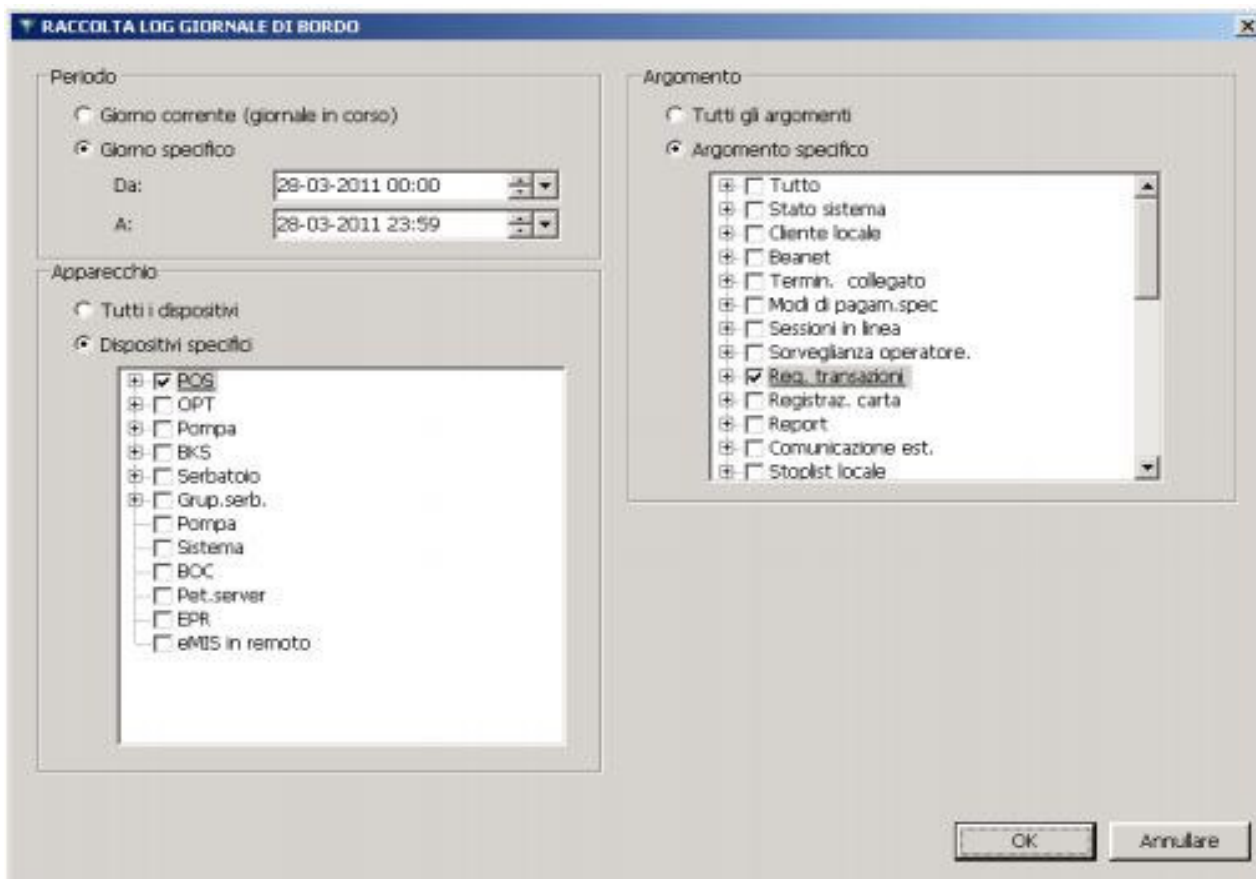 RACCOLTA LOG GIORNALE DI BORDO
Periodo
Giorno corrente (giornale in corso)
Giorno specifico
Da: 28-03-2011 00:00
A: 28-03-2011 23:59
Apparecchio
Tutti i dispositivi
Dispositivi specifici
POS
OPT
Pompa
BKS
Serbatoio
Grup.serb.
Pompa
Sistema
BOC
Pet.server
EPR
eMIS in remoto
Argomento
Tutti gli argomenti
Argomento specifico
Tutto
Stato sistema
Cliente locale
Beanet
Termin. collegato
Modi di pagam.spec
Sessioni in linea
Sorveglianza operatore.
Reg. transazioni
Registraz. carta
Report
Comunicazione est.
Stoplist locale
OK Annullare